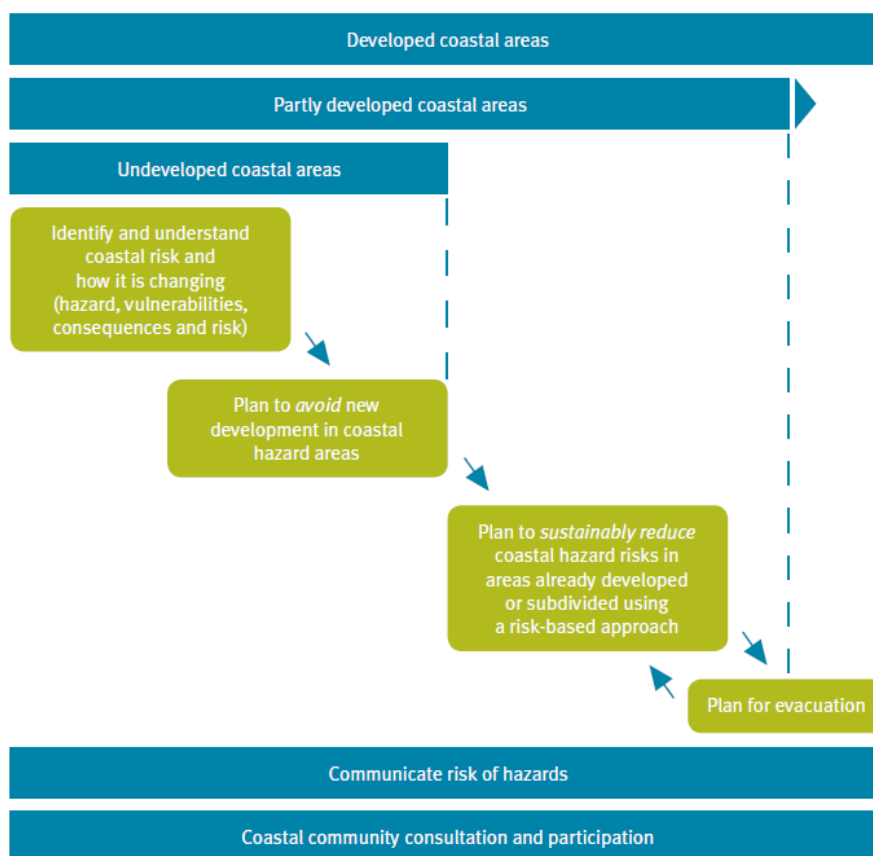 Developed coastal areas
Partly developed coastal areas
Undeveloped coastal areas
Identify and understand
coastal risk and
how it is changing
(hazard, vulnerabilities,
consequences and risk)
Plan to avoid new
development in coastal
hazard areas
Plan to sustainably reduce
coastal hazard risks in
areas already developed
or subdivided using
a risk-based approach
Plan for evacuation
Communicate risk of hazards
Coastal community consultation and participation